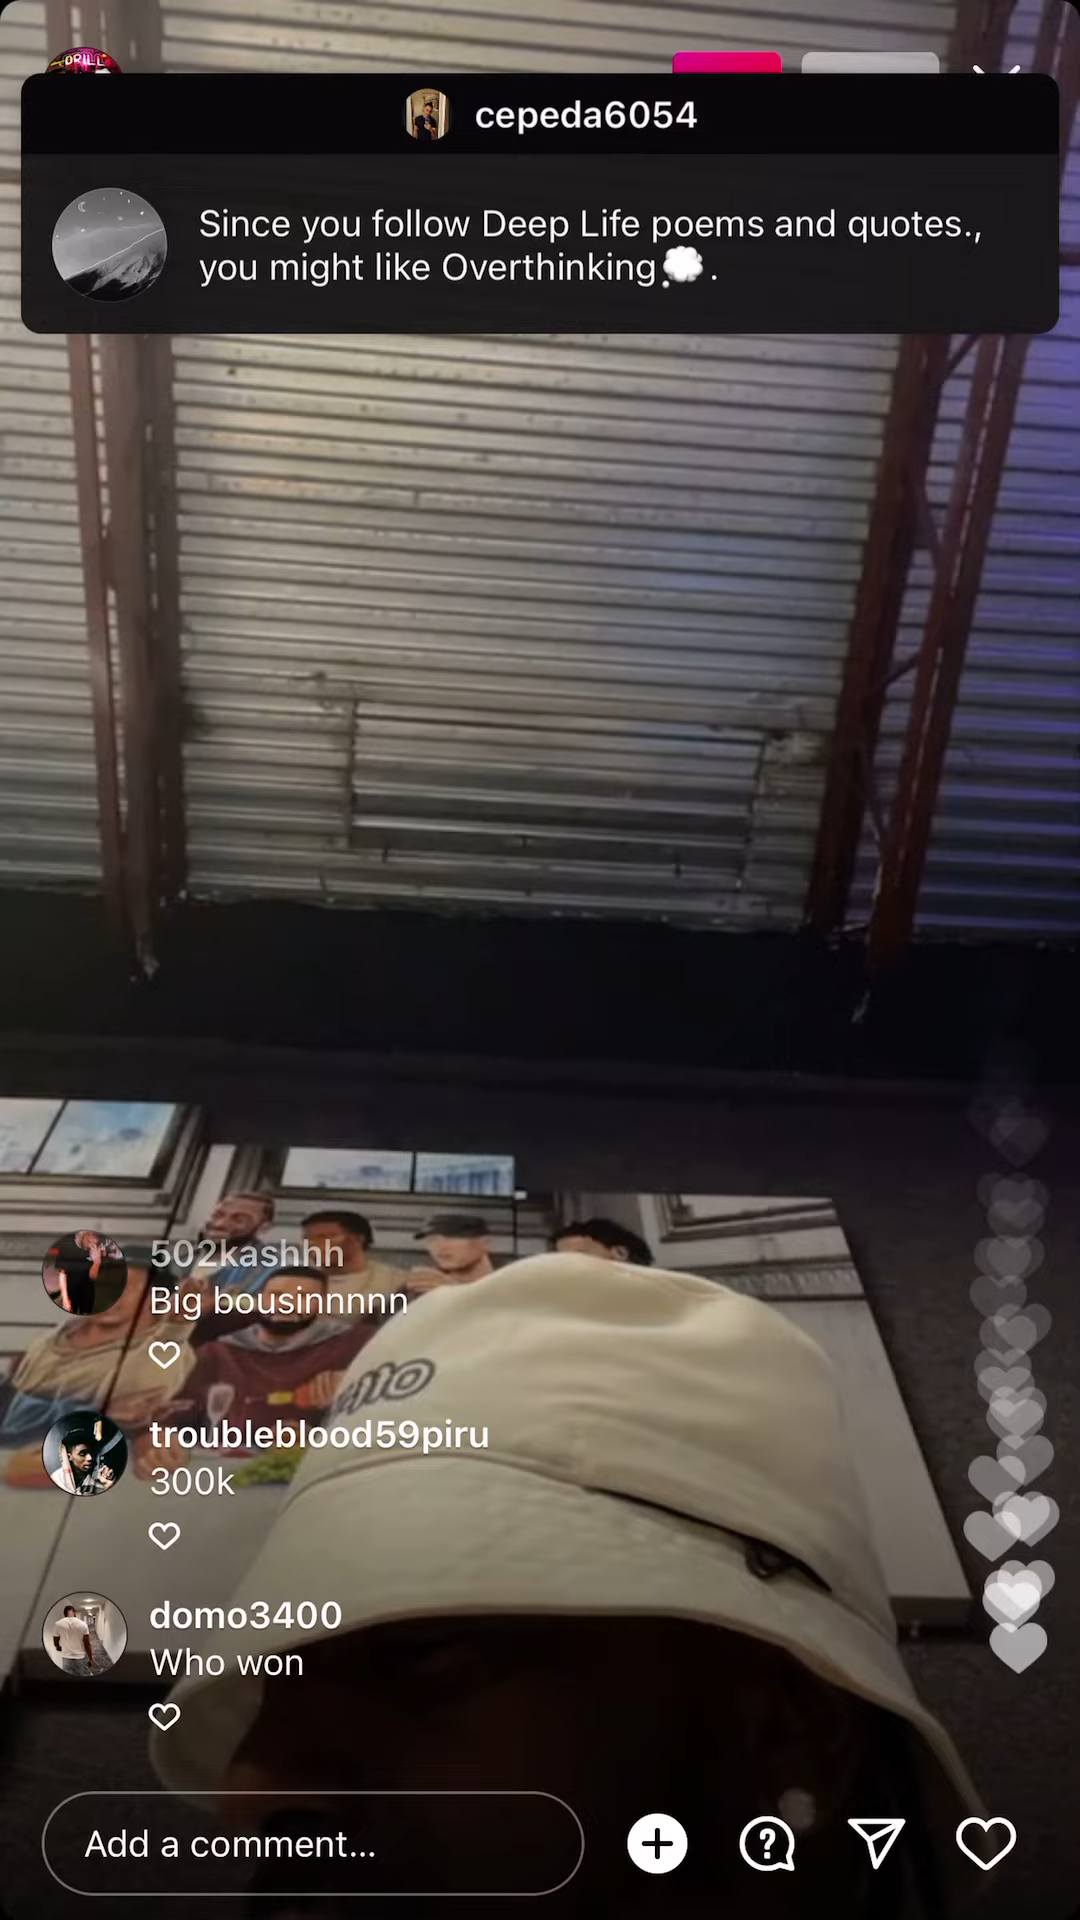 DRILL
cepeda6054
Since you follow Deep Life poems and quotes.,
you might like Overthinking💭.
502kashhh
Big bousinnnnn
troubleblood59piru
300k
domo3400
Who won
Add a comment...